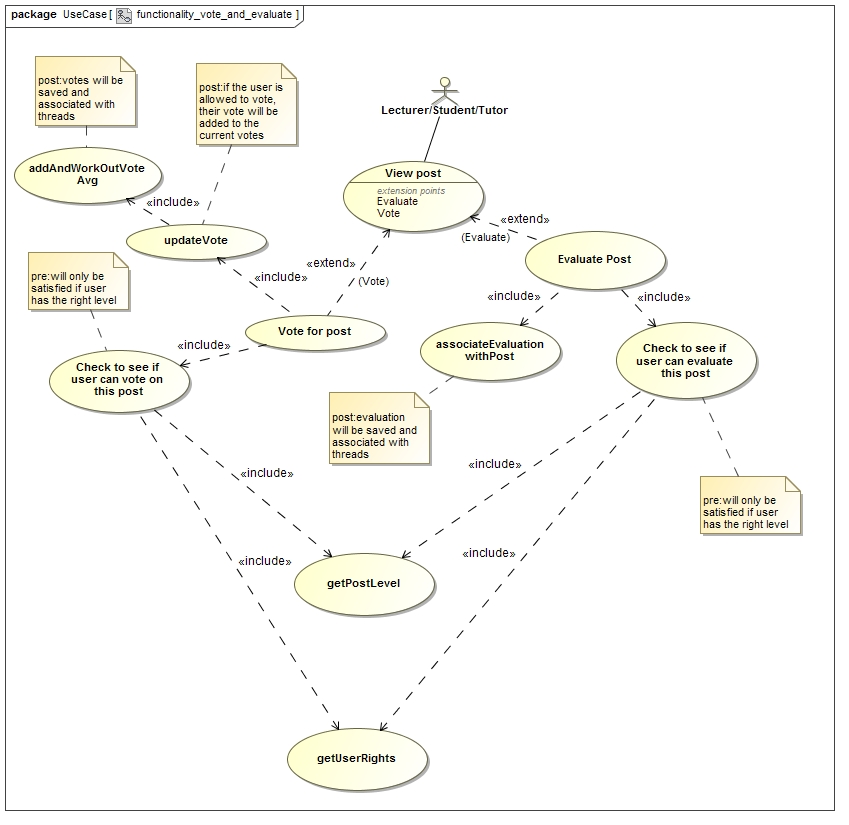 package UseCase [ functionality_vote_and_evaluate ]
post:votes will be
saved and
associated with
threads
post:if the user is
allowed to vote,
their vote will be
added to the
current votes
Lecturer/Student/Tutor
addAndWorkOutVote
Avg
View post
extension points
Evaluate
Vote
«include»
«extend»
(Evaluate)
updateVote
Evaluate Post
«extend»
(Vote)
«include»
pre:will only be
satisfied if user
has the right level
«include»
«include»
Vote for post
«include»
associateEvaluation
withPost
Check to see if
user can evaluate
this post
Check to see if
user can vote on
this post
post:evaluation
will be saved and
associated with
threads
«include»
«include»
pre:will only be
satisfied if user
has the right level
«include»
«include»
getPostLevel
getUserRights